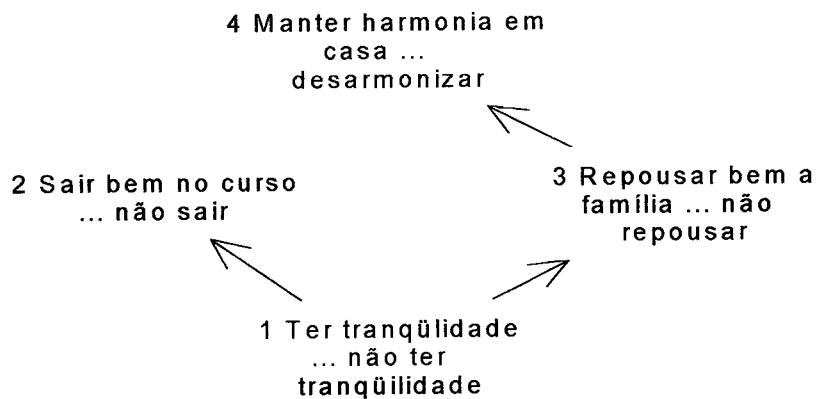 4 Manter harmonia em
casa ...
desarmonizar
2 Sair bem no curso
... não sair
3 Repousar bem a
família ... não
repousar
1 Ter tranqülidade
... não ter
tranqüilidade